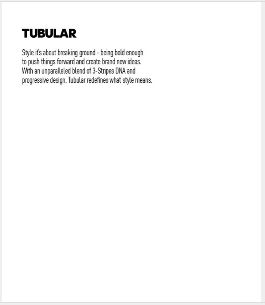 TUBULAR
Style it's about breaking ground - being bold enough
to push things forward and create brand new ideas.
With an unparalleled blend of 3-Stripes DNA and
progressive design, Tubular redefines what style means.